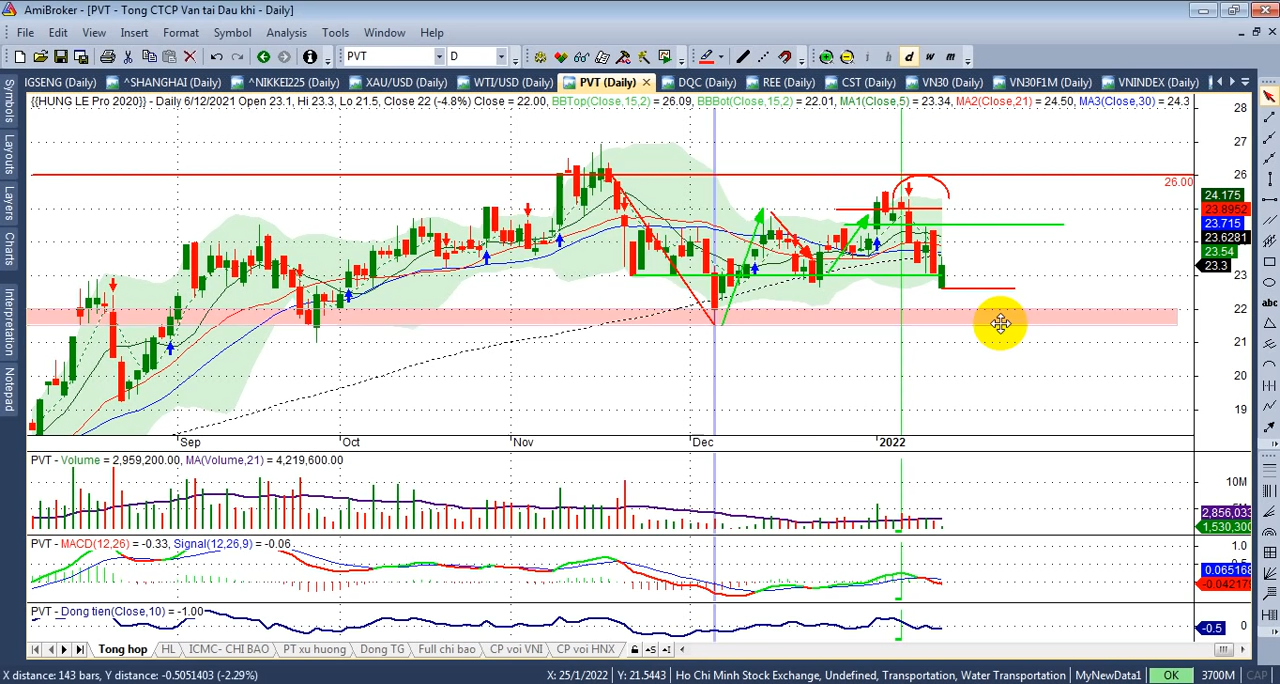 AmiBroker - [PVT - Tong CTCP Van tai Dau khi - Daily]
File Edit View Insert Format Symbol Analysis Tools Window Help
PVT D i h d w m
IGSENG (Daily) ^SHANGHAI (Daily) ^NIKKEI225 (Daily) XAU/USD (Daily) WTI/USD (Daily) PVT (Daily) DQC (Daily) REE (Daily) CST (Daily) VN30 (Daily) VN30F1M (Daily) VNINDEX (Daily)
{{HUNG LE Pro 2020}} - Daily 6/12/2021 Open 23.1, Hi 23.3, Lo 21.5, Close 22 (-4.8%) Close = 22.00, BBTop(Close,15,2) = 26.09, BBBot(Close,15,2) = 22.01, MA1(Close,5) = 23.34, MA2(Close,21) = 24.50, MA3(Close,30) = 24.3
Symbols
Layouts
Layers
Charts
Interpretation
Notepad
28
27
26
26.00
24.175
23.8952
23.715
23.6281
23.54
23.3
23
22
21
20
19
Sep Oct Nov Dec 2022
PVT - Volume = 2,959,200.00, MA(Volume,21) = 4,219,600.00
10M
2,856,033
1,530,300
PVT - MACD(12,26) = -0.33, Signal(12,26,9) = -0.06
1.0
0.065168
-0.042170
PVT - Dong tien(Close,10) = -1.00
0
-0.5
abc
Tong hop HL ICMC- CHI BAO PT xu huong Dong TG Full chi bao CP voi VNI CP voi HNX
X distance: 143 bars, Y distance: -0.5051403 (-2.29%) X: 25/1/2022 Y: 21.5443 Ho Chi Minh Stock Exchange, Undefined, Transportation, Water Transportation MyNewData1 OK 3700M CAP